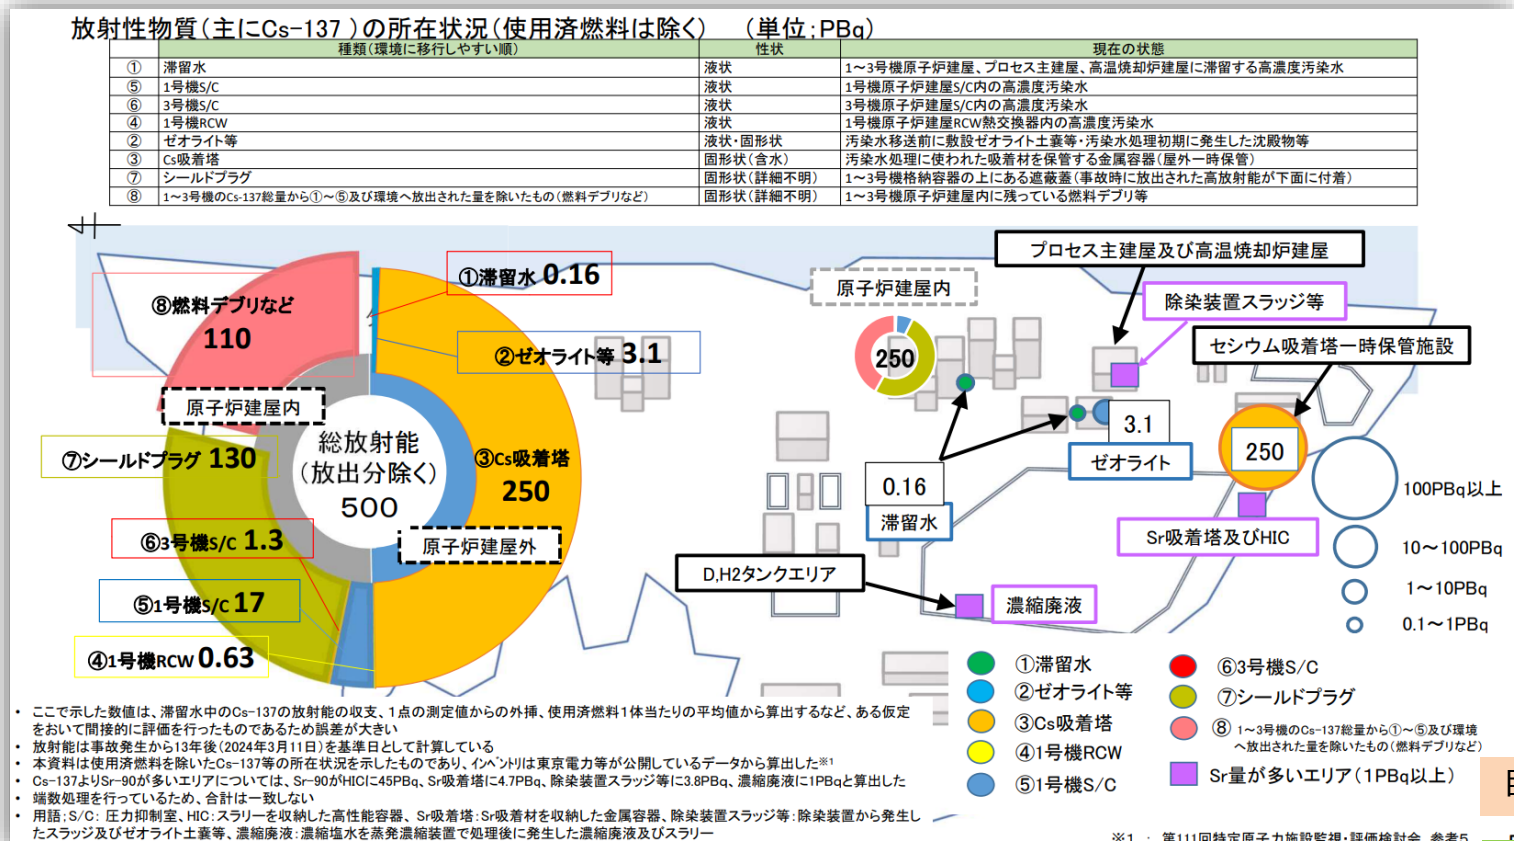 放射性物質(主にCs-137 )の所在状況(使用済燃料は除く) (単位;PBq)
種類(環境に移行しやすい順) 性状 現在の状態
① 滞留水 液状 1～3号機原子炉建屋、プロセス主建屋、高温焼却炉建屋に滞留する高濃度汚染水
⑤ 1号機S/C 液状 1号機原子炉建屋S/C内の高濃度汚染水
⑥ 3号機S/C 液状 3号機原子炉建屋S/C内の高濃度汚染水
④ 1号機RCW 液状 1号機原子炉建屋RCW熱交換器内の高濃度汚染水
② ゼオライト等 液状・固形状 汚染水移送前に敷設ゼオライト土嚢等・汚染水処理初期に発生した沈殿物等
③ Cs吸着塔 固形状(含水) 汚染水処理に使われた吸着材を保管する金属容器(屋外一時保管)
⑦ シールドプラグ 固形状(詳細不明) 1～3号機格納容器の上にある遮蔽蓋(事故時に放出された高放射能が下面に付着)
⑧ 1～3号機のCs-137総量から①～⑤及び環境へ放出された量を除いたもの(燃料デブリなど) 固形状(詳細不明) 1～3号機原子炉建屋内に残っている燃料デブリ等
①滞留水 0.16
⑧燃料デブリなど
110
②ゼオライト等 3.1
原子炉建屋内
総放射能
(放出分除く)
500
⑦シールドプラグ 130
③Cs吸着塔
250
⑥3号機S/C 1.3
原子炉建屋外
⑤1号機S/C 17
④1号機RCW 0.63
プロセス主建屋及び高温焼却炉建屋
原子炉建屋内
250
除染装置スラッジ等
セシウム吸着塔一時保管施設
3.1
ゼオライト
250
0.16
滞留水
Sr吸着塔及びHIC
D,H2タンクエリア
濃縮廃液
100PBq以上
10～100PBq
1～10PBq
0.1～1PBq
①滞留水
②ゼオライト等
③Cs吸着塔
④1号機RCW
⑤1号機S/C
⑥3号機S/C
⑦シールドプラグ
⑧ 1～3号機のCs-137総量から①～⑤及び環境
へ放出された量を除いたもの(燃料デブリなど)
Sr量が多いエリア(1PBq以上)
• ここで示した数値は、滞留水中のCs-137の放射能の収支、1点の測定値からの外挿、使用済燃料1体当たりの平均値から算出するなど、ある仮定
をおいて間接的に評価を行ったものであるため誤差が大きい
• 放射能は事故発生から13年後(2024年3月11日)を基準日として計算している
• 本資料は使用済燃料を除いたCs-137等の所在状況を示したものであり、インベントリは東京電力等が公開しているデータから算出した※1
• Cs-137よりSr-90が多いエリアについては、Sr-90がHICに45PBq、Sr吸着塔に4.7PBq、除染装置スラッジ等に3.8PBq、濃縮廃液に1PBqと算出した
• 端数処理を行っているため、合計は一致しない
• 用語;S/C: 圧力抑制室、HIC:スラリーを収納した高性能容器、Sr吸着塔:Sr吸着材を収納した金属容器、除染装置スラッジ等:除染装置から発生し
たスラッジ及びゼオライト土嚢等、濃縮廃液:濃縮塩水を蒸発濃縮装置で処理後に発生した濃縮廃液及びスラリー
※1 : 第111回特定原子力施設監視・評価検討会 参考5